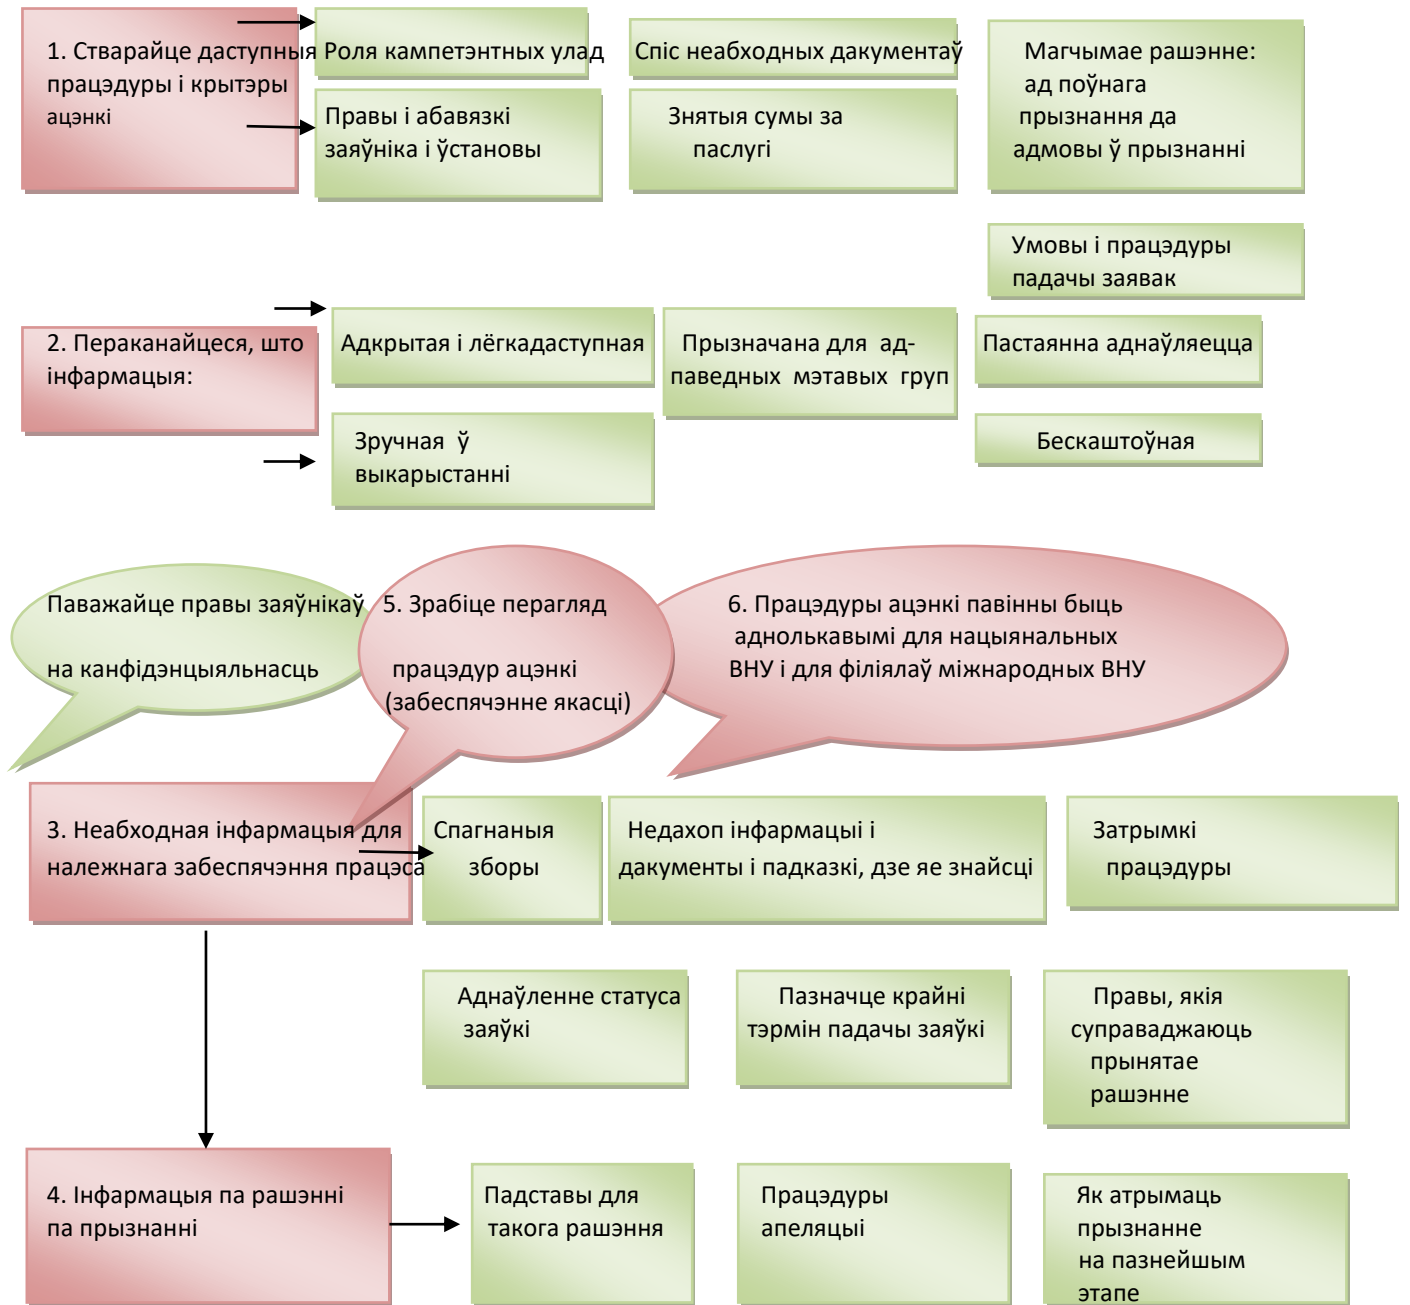 1. Стварайце даступныя
працэдуры і крытэры
ацэнкі
Роля кампетэнтных улад
Спіс неабходных дакументаў
Магчымае рашэнне:
ад поўнага
прызнання да
адмовы ў прызнанні
Правы і абавязкі
заяўніка і ўстановы
Знятыя сумы за
паслугі
Умовы і працэдуры
падачы заявак
2. Пераканайцеся, што
інфармацыя:
Адкрытая і лёгкадаступная
Прызначана для ад-
паведных мэтавых груп
Пастаянна аднаўляецца
Зручная ў
выкарыстанні
Бескаштоўная
Паважайце правы заяўнікаў
на канфідэнцыяльнасць
5. Зрабіце перагляд
працэдур ацэнкі
(забеспячэнне якасці)
6. Працэдуры ацэнкі павінны быць
аднолькавымі для нацыянальных
ВНУ і для філіялаў міжнародных ВНУ
3. Неабходная інфармацыя для
належнага забеспячэння працэса
Спагнаныя
зборы
Недахоп інфармацыі і
дакументы і падказкі, дзе яе знайсці
Затрымкі
працэдуры
Аднаўленне статуса
заяўкі
Пазначце крайні
тэрмін падачы заяўкі
Правы, якія
суправаджаюць
прынятае
рашэнне
4. Інфармацыя па рашэнні
па прызнанні
Падставы для
такога рашэння
Працэдуры
апеляцыі
Як атрымаць
прызнанне
на пазнейшым
этапе